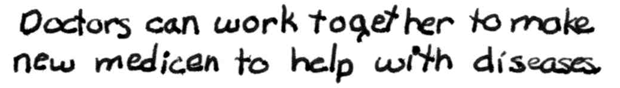 Doctors can work together to make
new medicen to help with diseases.